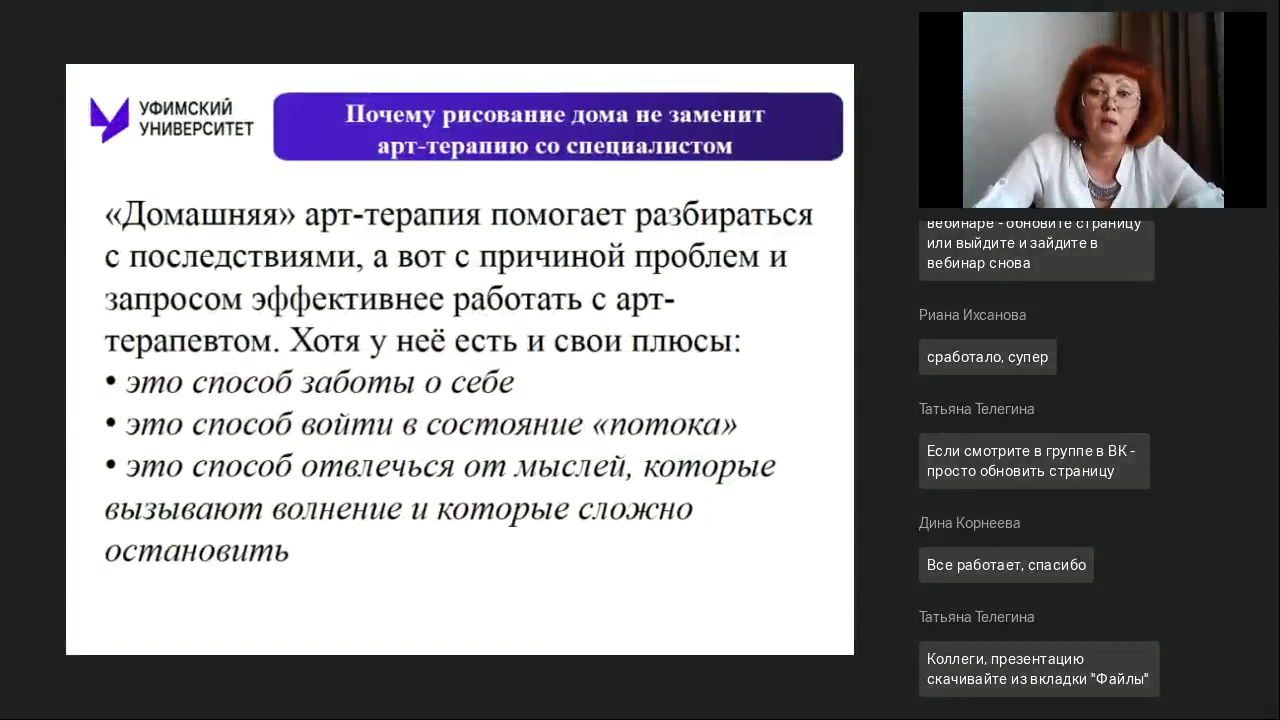 УФИМСКИЙ
УНИВЕРСИТЕТ
Почему рисование дома не заменит
арт-терапию со специалистом
«Домашняя» арт-терапия помогает разбираться
с последствиями, а вот с причиной проблем и
запросом эффективнее работать с арт-
терапевтом. Хотя у неё есть и свои плюсы:
• это способ заботы о себе
• это способ войти в состояние «потока»
• это способ отвлечься от мыслей, которые
вызывают волнение и которые сложно
остановить
вебинаре - обновите страницу
или выйдите и зайдите в
вебинар снова
Риана Ихсанова
сработало, супер
Татьяна Телегина
Если смотрите в группе в ВК -
просто обновить страницу
Дина Корнеева
Все работает, спасибо
Татьяна Телегина
Коллеги, презентацию
скачивайте из вкладки "Файлы"